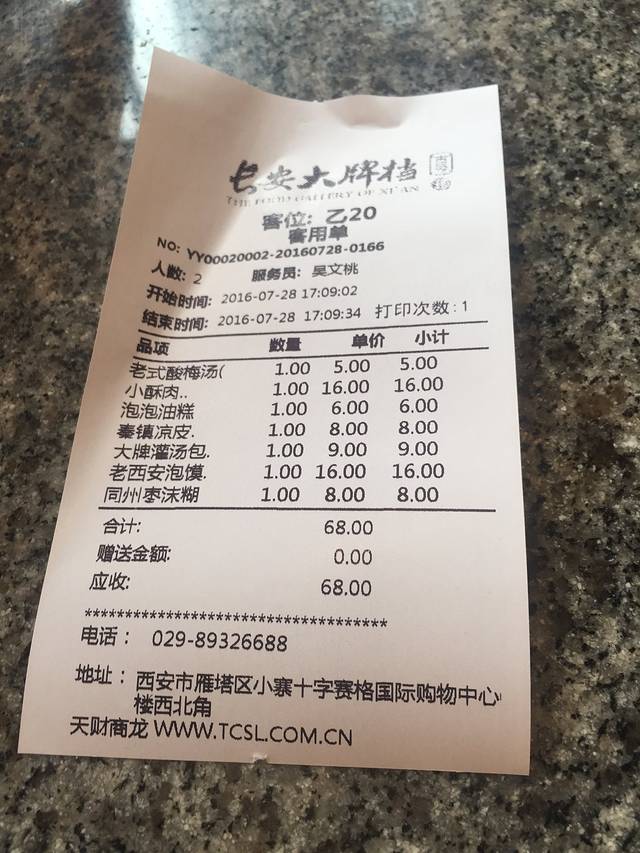 长安大牌档
THE FOOD GALLERY OF XI'AN
客位: 乙20
客用单
NO: YY00020002-20160728-0166
人数: 2 服务员: 吴文桃
开始时间: 2016-07-28 17:09:02
结束时间: 2016-07-28 17:09:34 打印次数:1
品项 数量 单价 小计
老式酸梅汤( 1.00 5.00 5.00
小酥肉.. 1.00 16.00 16.00
泡泡油糕 1.00 6.00 6.00
秦镇凉皮. 1.00 8.00 8.00
大牌灌汤包. 1.00 9.00 9.00
老西安泡馍. 1.00 16.00 16.00
同州枣沫糊 1.00 8.00 8.00
合计: 68.00
赠送金额: 0.00
应收: 68.00
**************************************
电话: 029-89326688
地址: 西安市雁塔区小寨十字赛格国际购物中心
楼西北角
天财商龙 WWW.TCSL.COM.CN